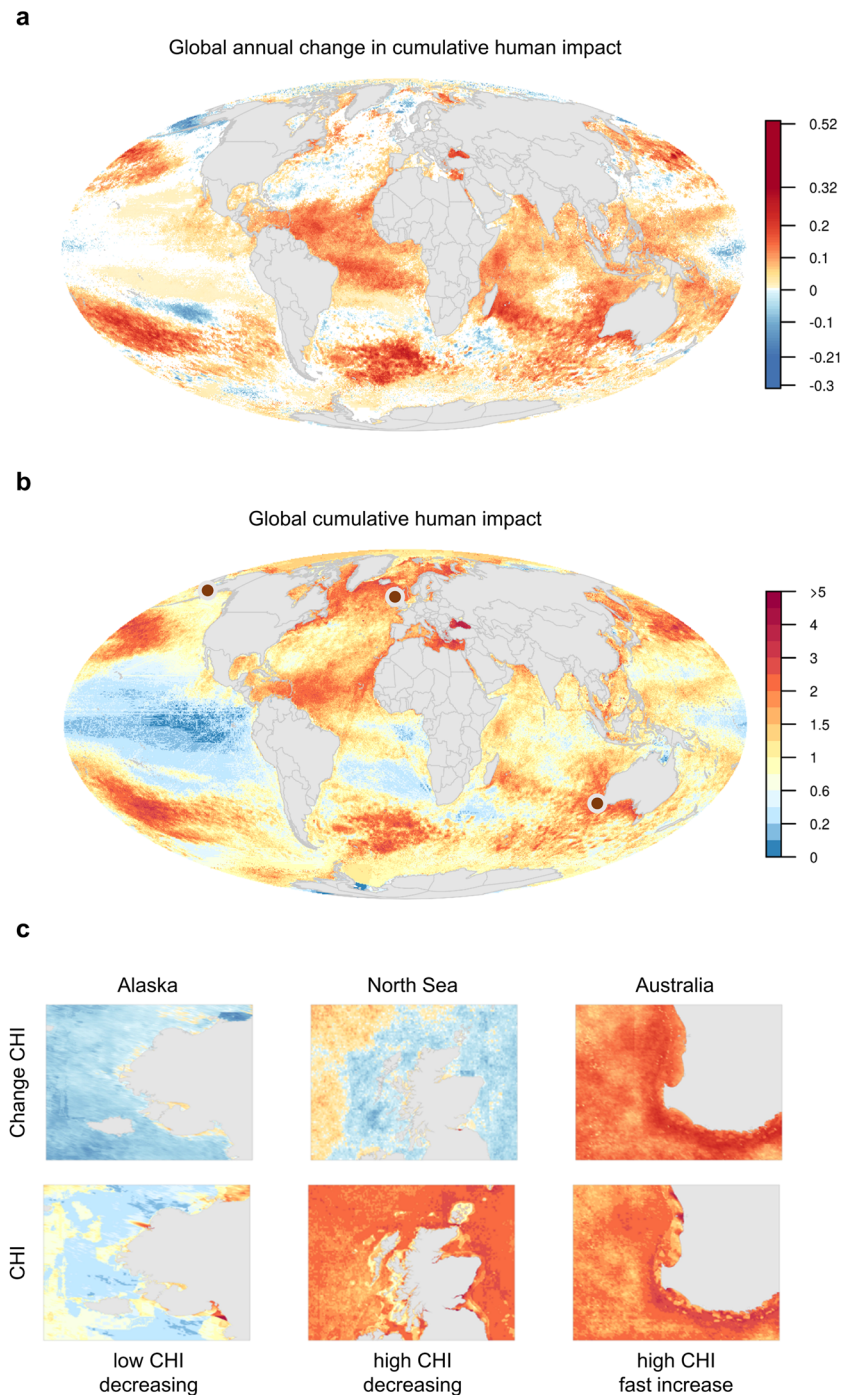 a
Global annual change in cumulative human impact
0.52
0.32
0.2
0.1
0
-0.1
-0.21
-0.3
b
Global cumulative human impact
>5
4
3
2
1.5
1
0.6
0.2
0
c
Alaska
North Sea
Australia
Change CHI
CHI
low CHI
decreasing
high CHI
decreasing
high CHI
fast increase